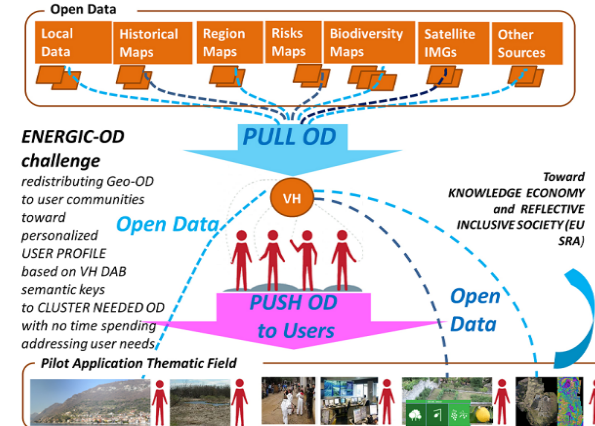 Open Data
Local
Data
Historical
Maps
Region
Maps
Risks
Maps
Biodiversity
Maps
Satellite
IMGs
Other
Sources
PULL OD
ENERGIC-OD
challenge
redistributing Geo-OD
to user communities
toward
personalized
USER PROFILE
based on VH DAB
semantic keys
to CLUSTER NEEDED OD
with no time spending
addressing user needs
VH
Open Data
Toward
KNOWLEDGE ECONOMY
and REFLECTIVE
INCLUSIVE SOCIETY (EU
SRA)
PUSH OD
to Users
Open
Data
Pilot Application Thematic Field